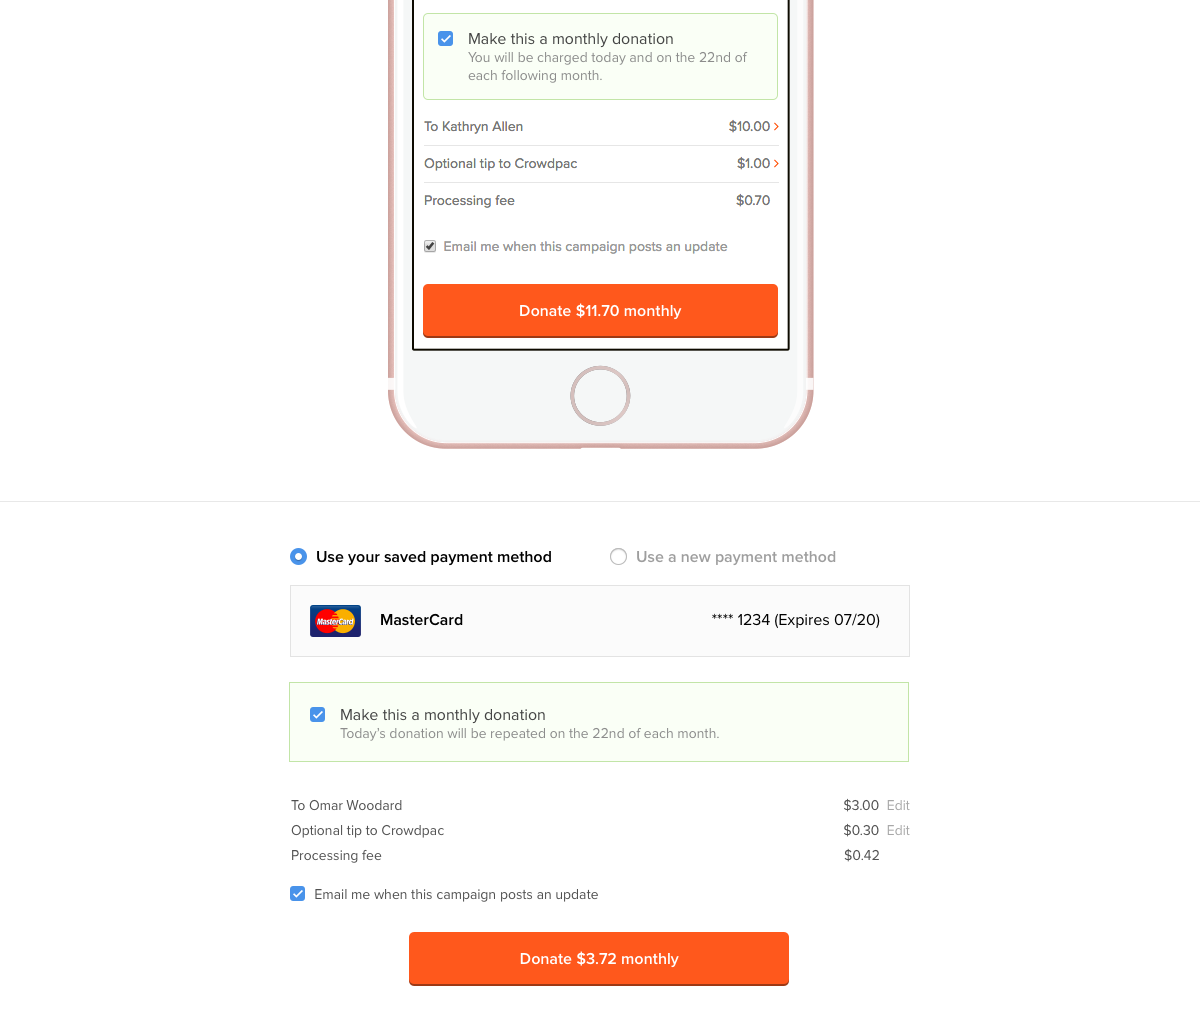 Make this a monthly donation
You will be charged today and on the 22nd of
each following month.
To Kathryn Allen $10.00
Optional tip to Crowdpac $1.00
Processing fee $0.70
Email me when this campaign posts an update
Donate $11.70 monthly
Use your saved payment method Use a new payment method
MasterCard MasterCard **** 1234 (Expires 07/20)
Make this a monthly donation
Today's donation will be repeated on the 22nd of each month.
To Omar Woodard $3.00 Edit
Optional tip to Crowdpac $0.30 Edit
Processing fee $0.42
Email me when this campaign posts an update
Donate $3.72 monthly